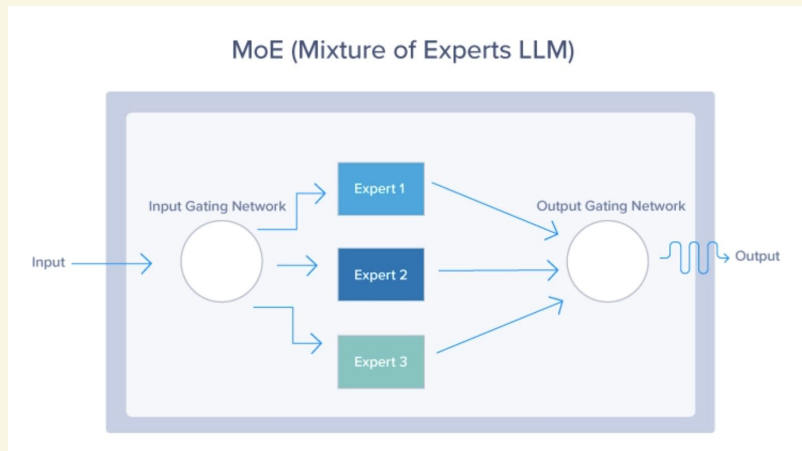 MoE (Mixture of Experts LLM)
Input
Input Gating Network
Expert 1
Expert 2
Expert 3
Output Gating Network
Output